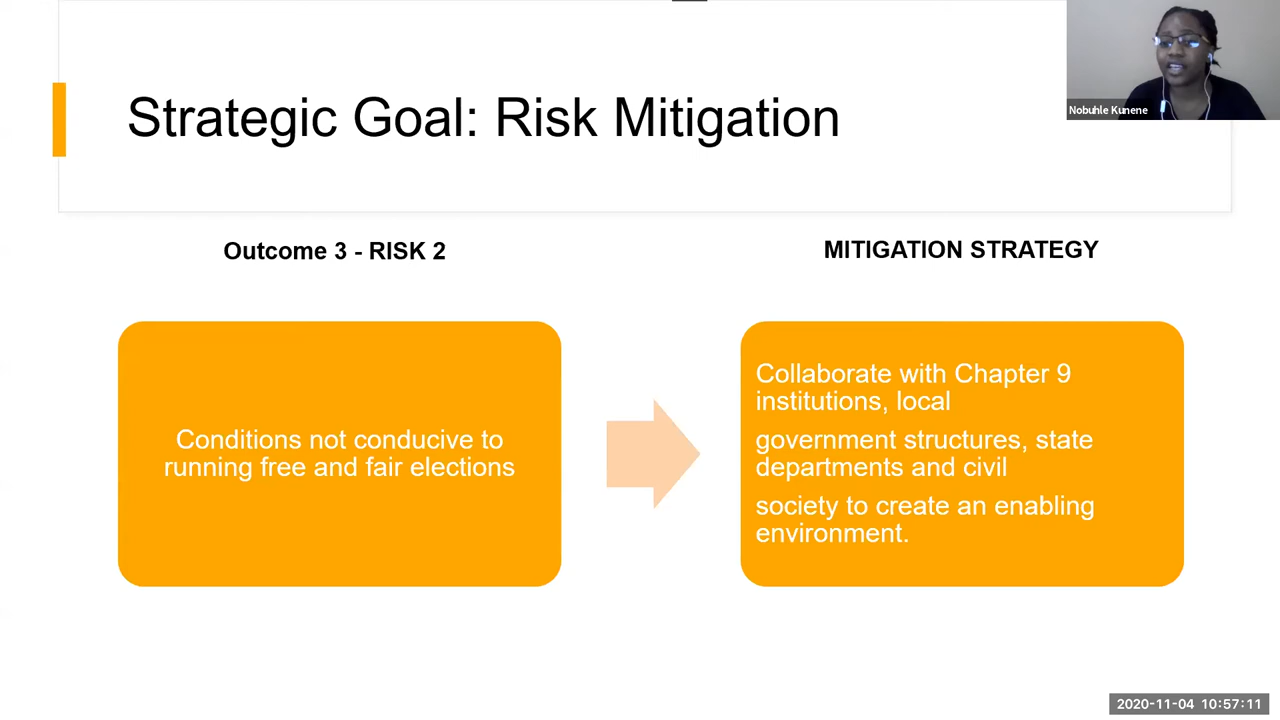 Nobuhle Kunene
Strategic Goal: Risk Mitigation
Outcome 3 - RISK 2
MITIGATION STRATEGY
Conditions not conducive to
running free and fair elections
Collaborate with Chapter 9
institutions, local
government structures, state
departments and civil
society to create an enabling
environment.
2020-11-04 10:57:11